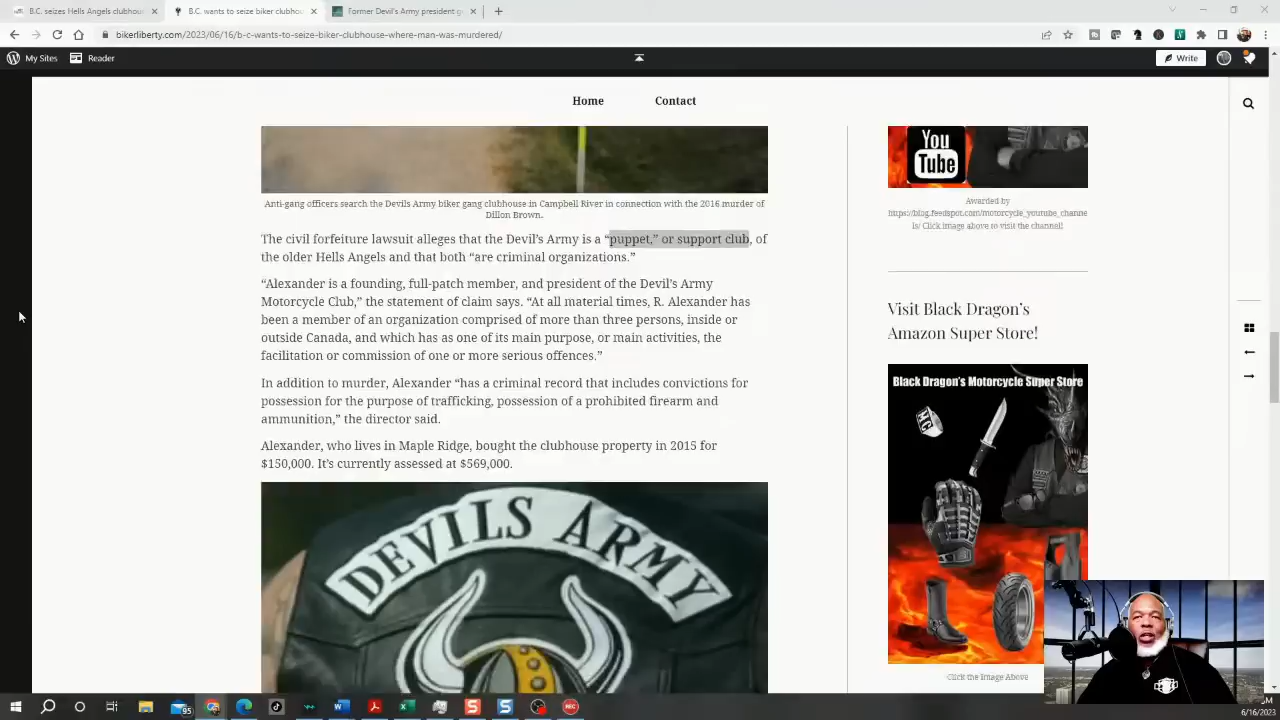 B.C. seizes Hells Angels clubhous
B.C. wants to seize biker clubhou
Former Devil's Army president g
bikerliberty.com/2023/06/16/b-c-wants-to-seize-biker-clubhouse-where-man-was-murdered/
My Sites
Reader
Write
Home
Contact
Anti-gang officers search the Devils Army biker gang clubhouse in Campbell River in connection with the 2016 murder of
Dillon Brown.
The civil forfeiture lawsuit alleges that the Devil’s Army is a “puppet,” or support club, of
the older Hells Angels and that both “are criminal organizations.”
“Alexander is a founding, full-patch member, and president of the Devil’s Army
Motorcycle Club,” the statement of claim says. “At all material times, R. Alexander has
been a member of an organization comprised of more than three persons, inside or
outside Canada, and which has as one of its main purpose, or main activities, the
facilitation or commission of one or more serious offences.”
In addition to murder, Alexander “has a criminal record that includes convictions for
possession for the purpose of trafficking, possession of a prohibited firearm and
ammunition,” the director said.
Alexander, who lives in Maple Ridge, bought the clubhouse property in 2015 for
$150,000. It’s currently assessed at $569,000.
DEVILS ARMY
You
Tube
Awarded by
https://blog.feedspot.com/motorcycle_youtube_channe
ls/ Click image above to visit the channel!
Visit Black Dragon’s
Amazon Super Store!
Black Dragon's Motorcycle Super Store
MC
Click the Image Above
95
REC
6/16/2023